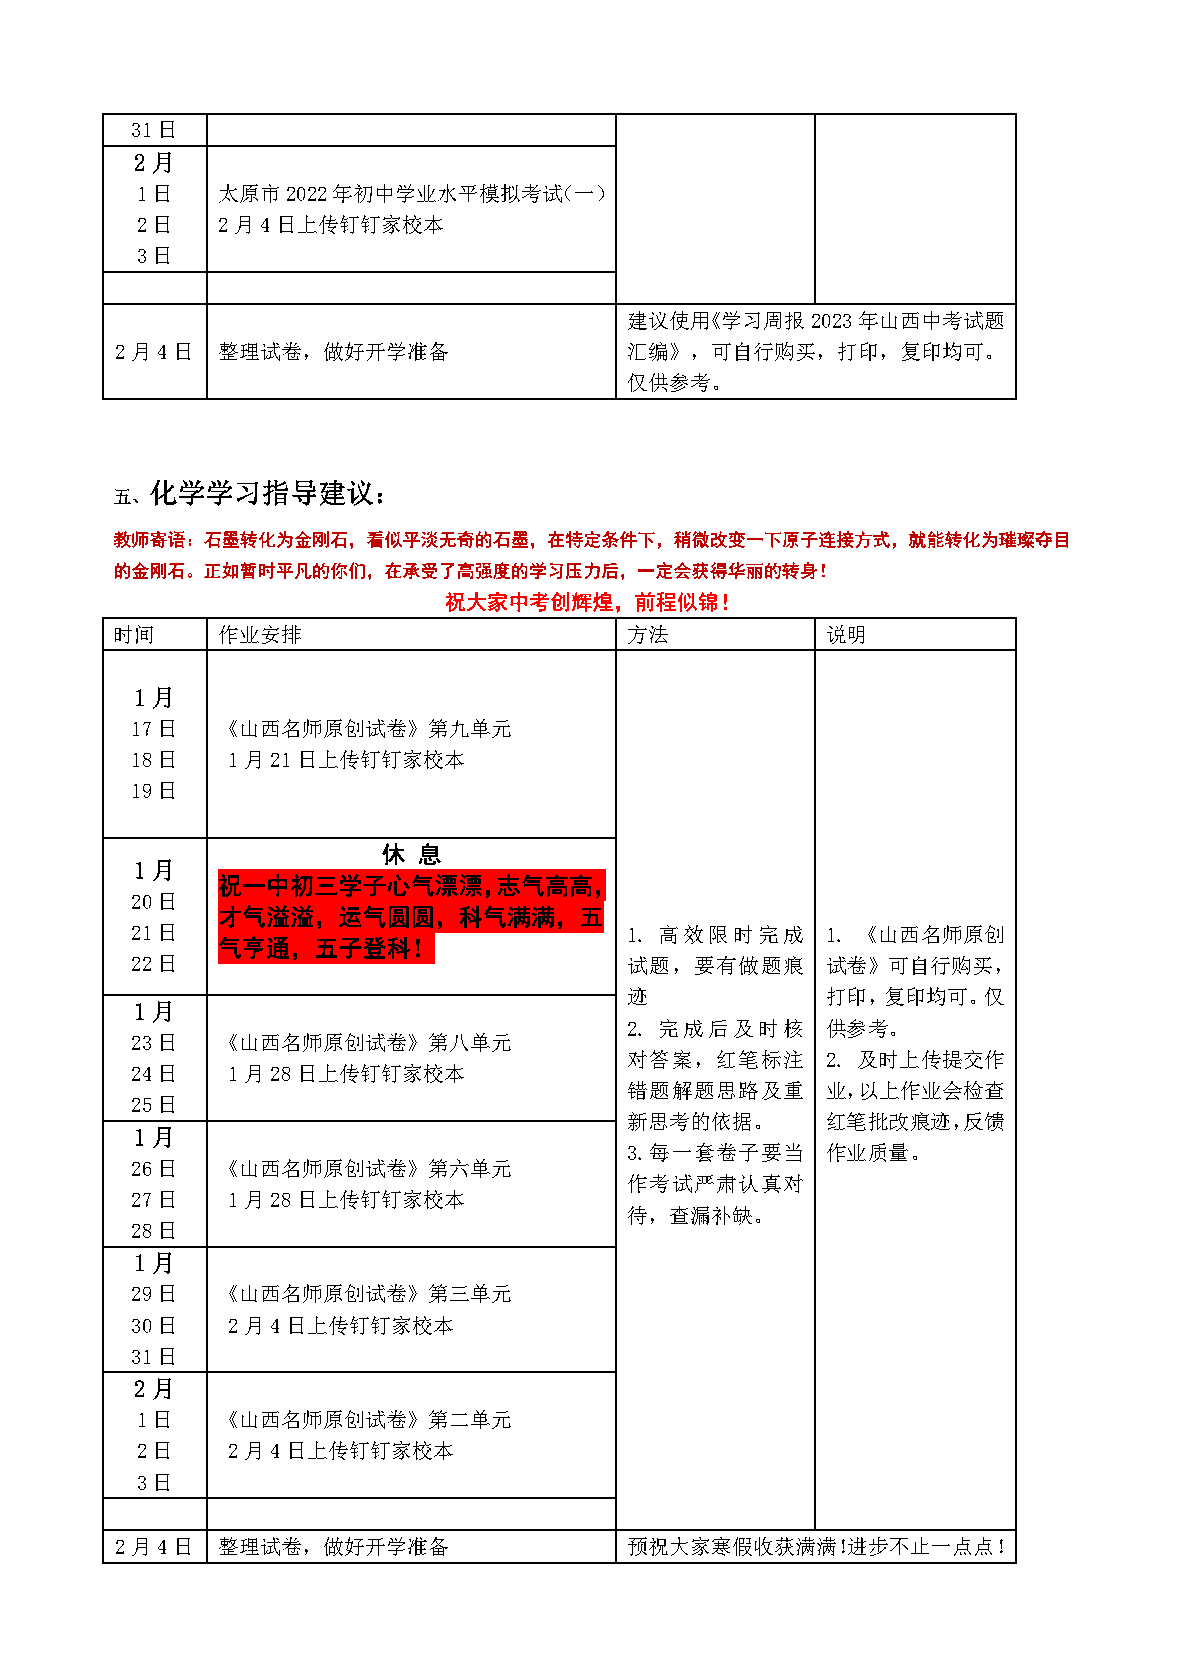 31 日
2 月
1 日
2 日
3 日
太原市 2022 年初中学业水平模拟考试（一）
2 月 4 日上传钉钉家校本
2 月 4 日
整理试卷，做好开学准备
建议使用《学习周报 2023 年山西中考试题
汇编》，可自行购买，打印，复印均可。
仅供参考。
五、化学学习指导建议：
教师寄语：石墨转化为金刚石，看似平淡无奇的石墨，在特定条件下，稍微改变一下原子连接方式，就能转化为璀璨夺目
的金刚石。正如暂时平凡的你们，在承受了高强度的学习压力后，一定会获得华丽的转身！
祝大家中考创辉煌，前程似锦！
时间
作业安排
方法
说明
1 月
17 日
18 日
19 日
《山西名师原创试卷》第九单元
1 月 21 日上传钉钉家校本
1 月
20 日
21 日
22 日
休 息
祝一中初三学子心气漂漂，志气高高，
才气溢溢，运气圆圆，科气满满，五
气亨通，五子登科！
1 月
23 日
24 日
25 日
《山西名师原创试卷》第八单元
1 月 28 日上传钉钉家校本
1 月
26 日
27 日
28 日
《山西名师原创试卷》第六单元
1 月 28 日上传钉钉家校本
1 月
29 日
30 日
31 日
《山西名师原创试卷》第三单元
2 月 4 日上传钉钉家校本
2 月
1 日
2 日
3 日
《山西名师原创试卷》第二单元
2 月 4 日上传钉钉家校本
1. 高效限时完成
试题，要有做题痕
迹
2. 完成后及时核
对答案，红笔标注
错题解题思路及重
新思考的依据。
3.每一套卷子要当
作考试严肃认真对
待，查漏补缺。
1. 《山西名师原创
试卷》可自行购买，
打印，复印均可。仅
供参考。
2. 及时上传提交作
业，以上作业会检查
红笔批改痕迹，反馈
作业质量。
2 月 4 日
整理试卷，做好开学准备
预祝大家寒假收获满满！进步不止一点点！